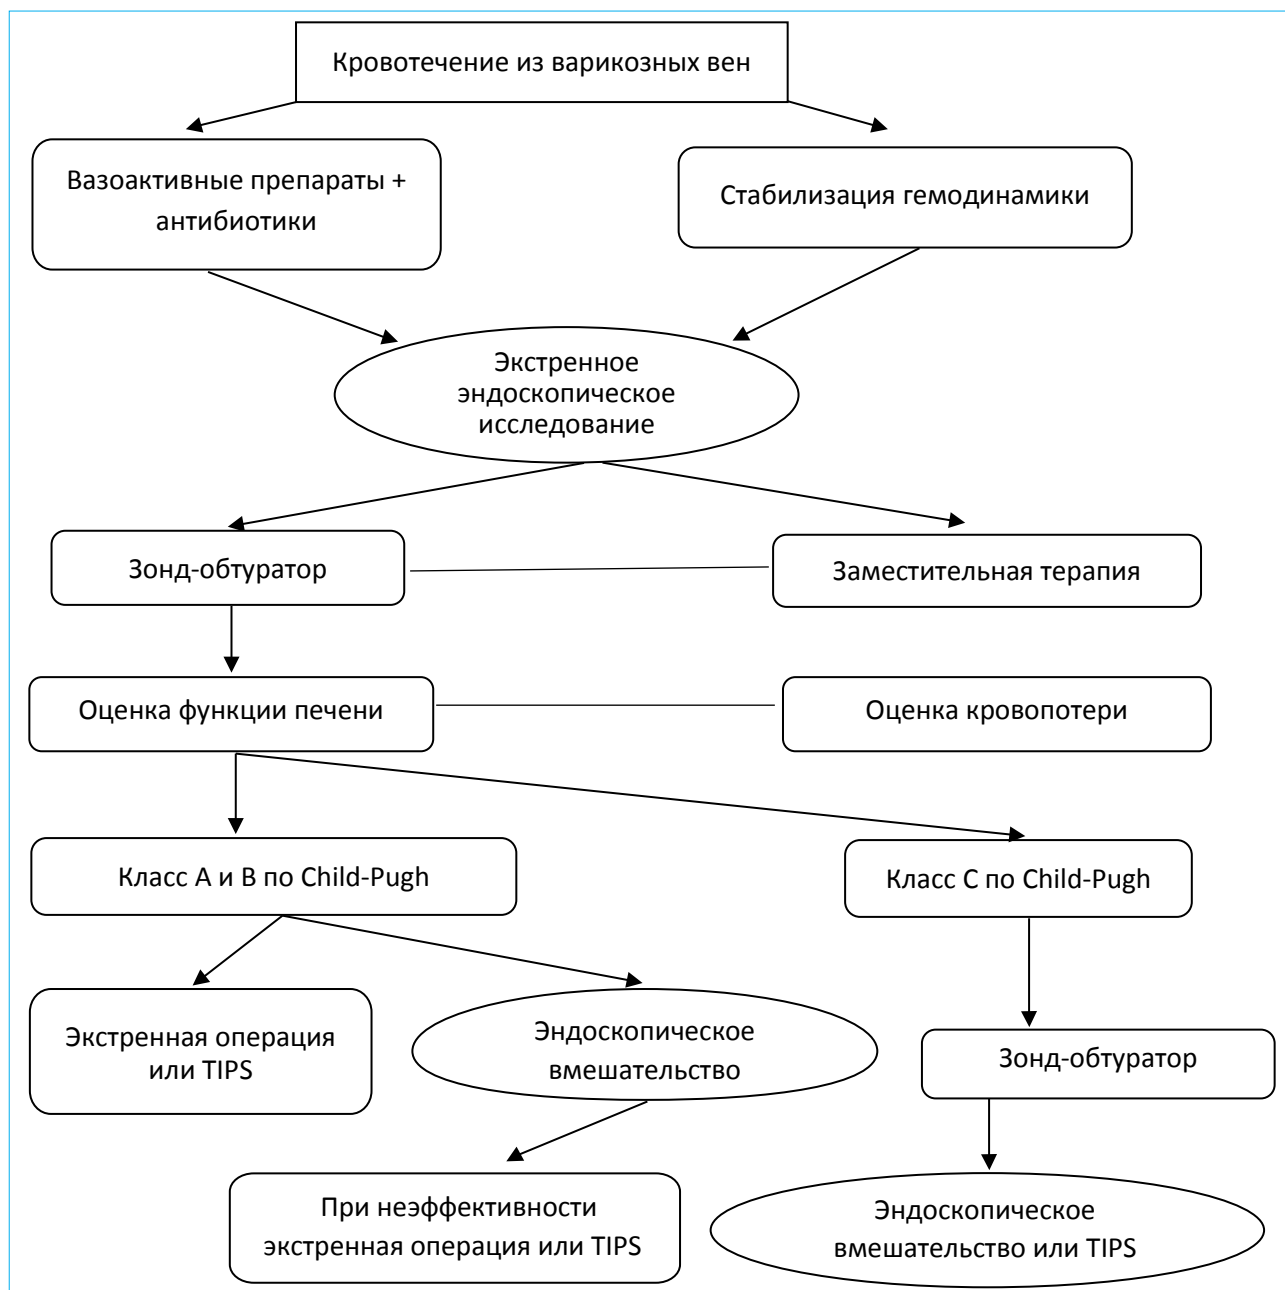 Кровотечение из варикозных вен
Вазоактивные препараты +
антибиотики
Стабилизация гемодинамики
Экстренное
эндоскопическое
исследование
Зонд-обтуратор
Заместительная терапия
Оценка функции печени
Оценка кровопотери
Класс А и В по Child-Pugh
Класс С по Child-Pugh
Экстренная операция
или TIPS
Эндоскопическое
вмешательство
Зонд-обтуратор
При неэффективности
экстренная операция или TIPS
Эндоскопическое
вмешательство или TIPS